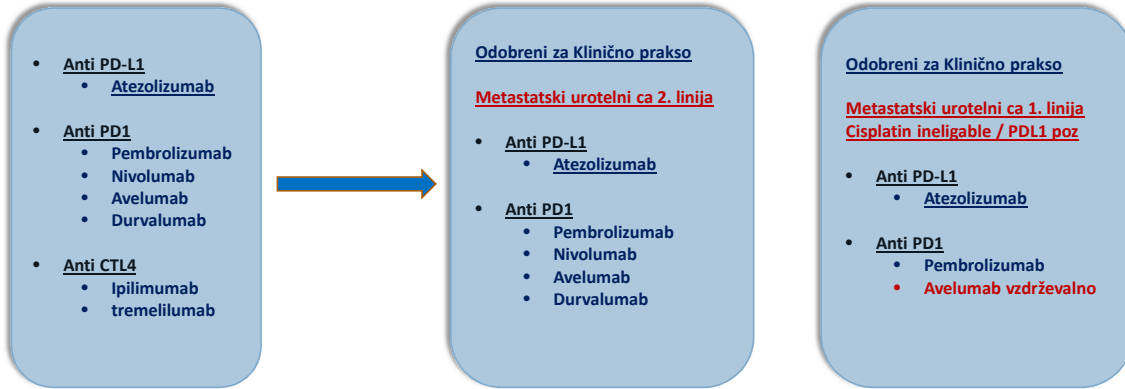 Anti PD-L1
Atezolizumab
Anti PD1
Pembrolizumab
Nivolumab
Avelumab
Durvalumab
Anti CTL4
Ipilimumab
tremelilumab
Odobreni za Klinično prakso
Metastatski urotelni ca 2. linija
Anti PD-L1
Atezolizumab
Anti PD1
Pembrolizumab
Nivolumab
Avelumab
Durvalumab
Odobreni za Klinično prakso
Metastatski urotelni ca 1. linija
Cisplatin ineligable / PDL1 poz
Anti PD-L1
Atezolizumab
Anti PD1
Pembrolizumab
Avelumab vzdrževalno